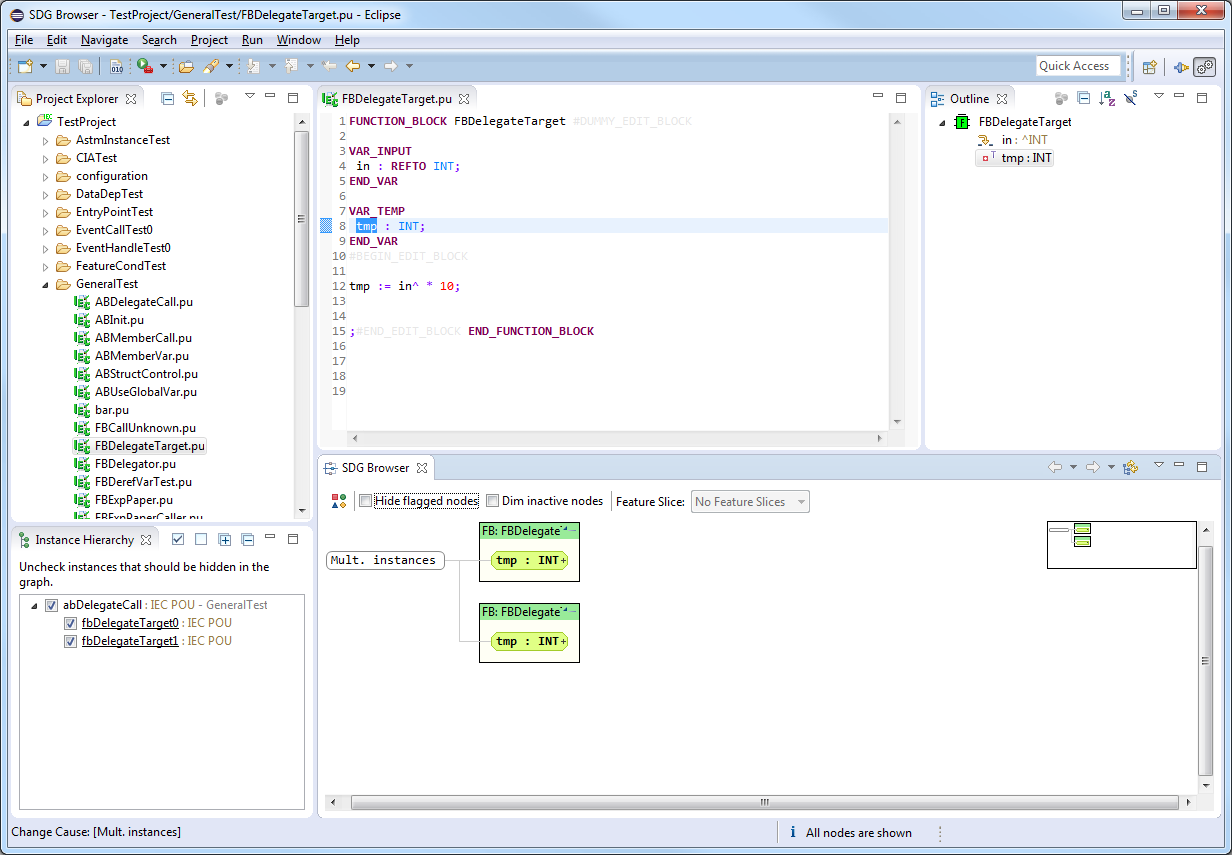 SDG Browser - TestProject/GeneralTest/FBDelegateTarget.pu - Eclipse
File Edit Navigate Search Project Run Window Help
Quick Access
Project Explorer
TestProject
AstmInstanceTest
CIATest
configuration
DataDepTest
EntryPointTest
EventCallTest0
EventHandleTest0
FeatureCondTest
GeneralTest
ABDelegateCall.pu
ABInit.pu
ABMemberCall.pu
ABMemberVar.pu
ABStructControl.pu
ABUseGlobalVar.pu
bar.pu
FBCallUnknown.pu
FBDelegateTarget.pu
FBDelegator.pu
FBDerefVarTest.pu
FBExpPaper.pu
FBExpPaperCaller.pu
FBDelegateTarget.pu
1 FUNCTION_BLOCK FBDelegateTarget #DUMMY_EDIT_BLOCK
2
3 VAR_INPUT
4 in : REFTO INT;
5 END_VAR
6
7 VAR_TEMP
8 tmp : INT;
9 END_VAR
10 #BEGIN_EDIT_BLOCK
11
12 tmp := in^ * 10;
13
14
15 ;#END_EDIT_BLOCK END_FUNCTION_BLOCK
16
17
18
19
Outline
FBDelegateTarget
in : ^INT
tmp : INT
Instance Hierarchy
Uncheck instances that should be hidden in the
graph.
abDelegateCall : IEC POU - GeneralTest
fbDelegateTarget0 : IEC POU
fbDelegateTarget1 : IEC POU
SDG Browser
Hide flagged nodes Dim inactive nodes Feature Slice: No Feature Slices
FB: FBDelegate
Mult. instances
tmp : INT+
FB: FBDelegate
tmp : INT+
Change Cause: [Mult. instances]
All nodes are shown